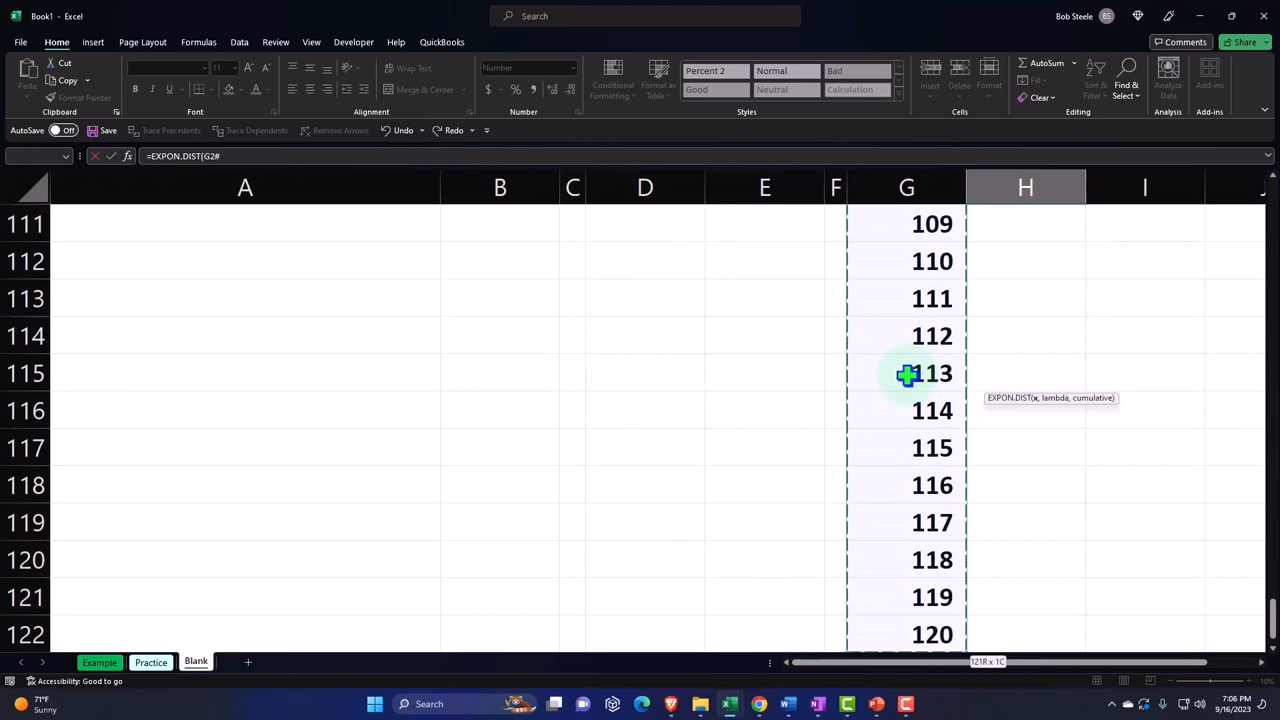 Book1 - Excel
Search
Bob Steele BS
File Home Insert Page Layout Formulas Data Review View Developer Help QuickBooks
Comments Share
Paste Cut Copy Format Painter
Clipboard
11
B I U
Font
Wrap Text
Merge & Center
Alignment
Number
$ % 9
Number
Conditional Formatting
Format as Table
Percent 2 Normal Bad
Good Neutral Calculation
Styles
Insert Delete Format
Cells
AutoSum Fill Clear
Sort & Filter
Find & Select
Editing
Analyze Data
Analysis
Add-ins
Add-ins
AutoSave Off Save Trace Precedents Trace Dependents Remove Arrows Undo Redo
fx =EXPON.DIST(G2#
A B C D E F G H I
111 109
112 110
113 111
114 112
115 113
EXPON.DIST(x, lambda, cumulative)
116 114
117 115
118 116
119 117
120 118
121 119
122 120
Example Practice Blank
121R x 1C
Accessibility: Good to go
10%
71°F
Sunny
Search
7:06 PM
9/16/2023